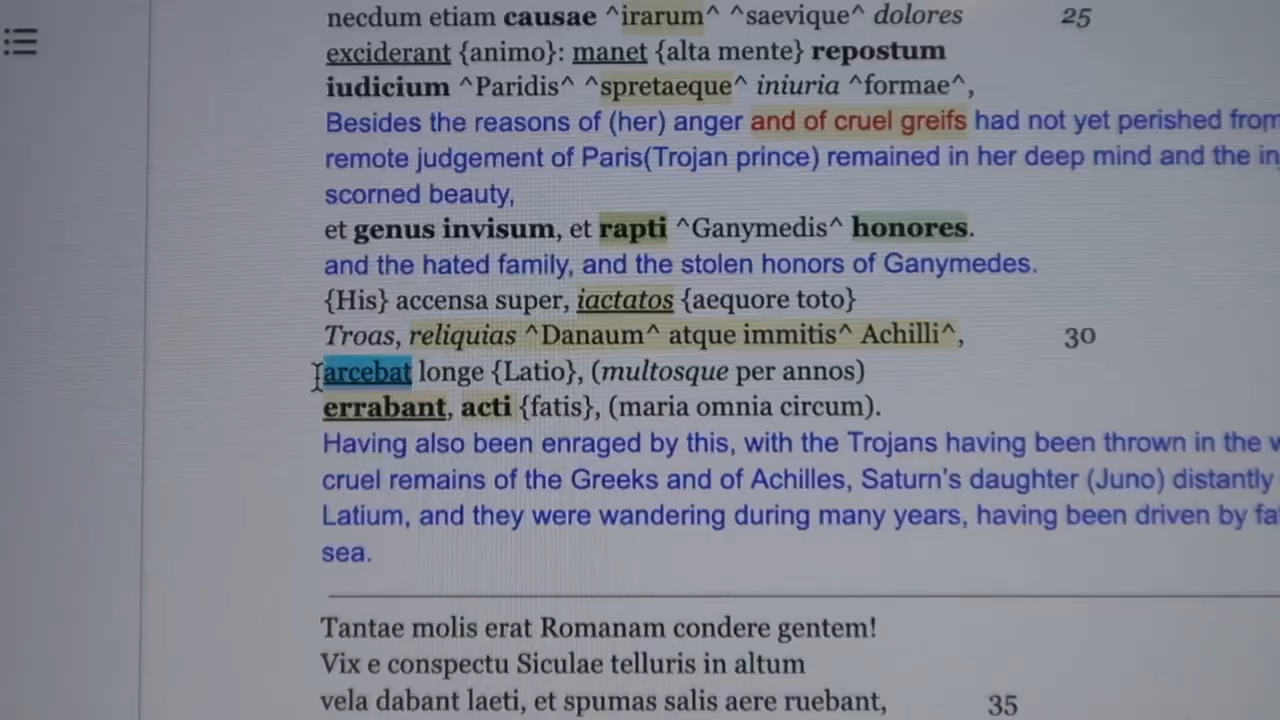 necdum etiam causae ^irarum^ ^saevique^ dolores 25
exciderant {animo}: manet {alta mente} repostum
iudicium ^Paridis^ ^spretaeque^ iniuria ^formae^,
Besides the reasons of (her) anger and of cruel greifs had not yet perished from
remote judgement of Paris(Trojan prince) remained in her deep mind and the
scorned beauty,
et genus invisum, et rapti ^Ganymedis^ honores.
and the hated family, and the stolen honors of Ganymedes.
{His} accensa super, iactatos {aequore toto}
Troas, reliquias ^Danaum^ atque immitis^ Achilli^, 30
arcebat longe {Latio}, (multosque per annos)
errabant, acti {fatis}, (maria omnia circum).
Having also been enraged by this, with the Trojans having been thrown in the
cruel remains of the Greeks and of Achilles, Saturn's daughter (Juno) distantly
Latium, and they were wandering during many years, having been driven by
sea.
Tantae molis erat Romanam condere gentem!
Vix e conspectu Siculae telluris in altum
vela dabant laeti, et spumas salis aere ruebant, 35